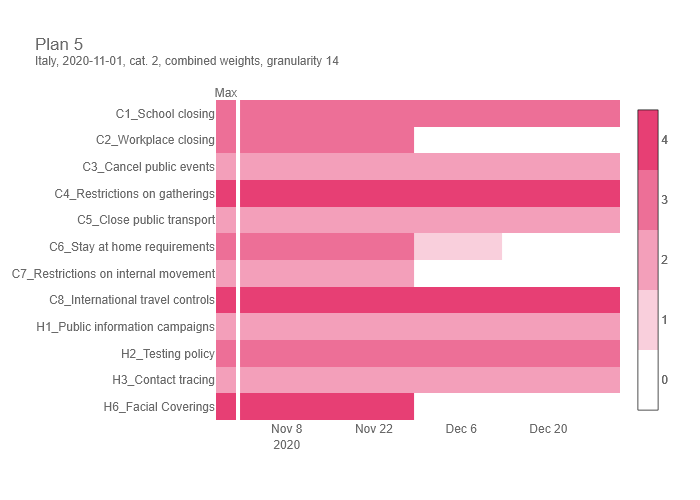 Plan 5
Italy, 2020-11-01, cat. 2, combined weights, granularity 14
Max
C1_School closing
C2_Workplace closing
C3_Cancel public events
C4_Restrictions on gatherings
C5_Close public transport
C6_Stay at home requirements
C7_Restrictions on internal movement
C8_International travel controls
H1_Public information campaigns
H2_Testing policy
H3_Contact tracing
H6_Facial Coverings
Nov 8
2020
Nov 22
Dec 6
Dec 20
4
3
2
1
0